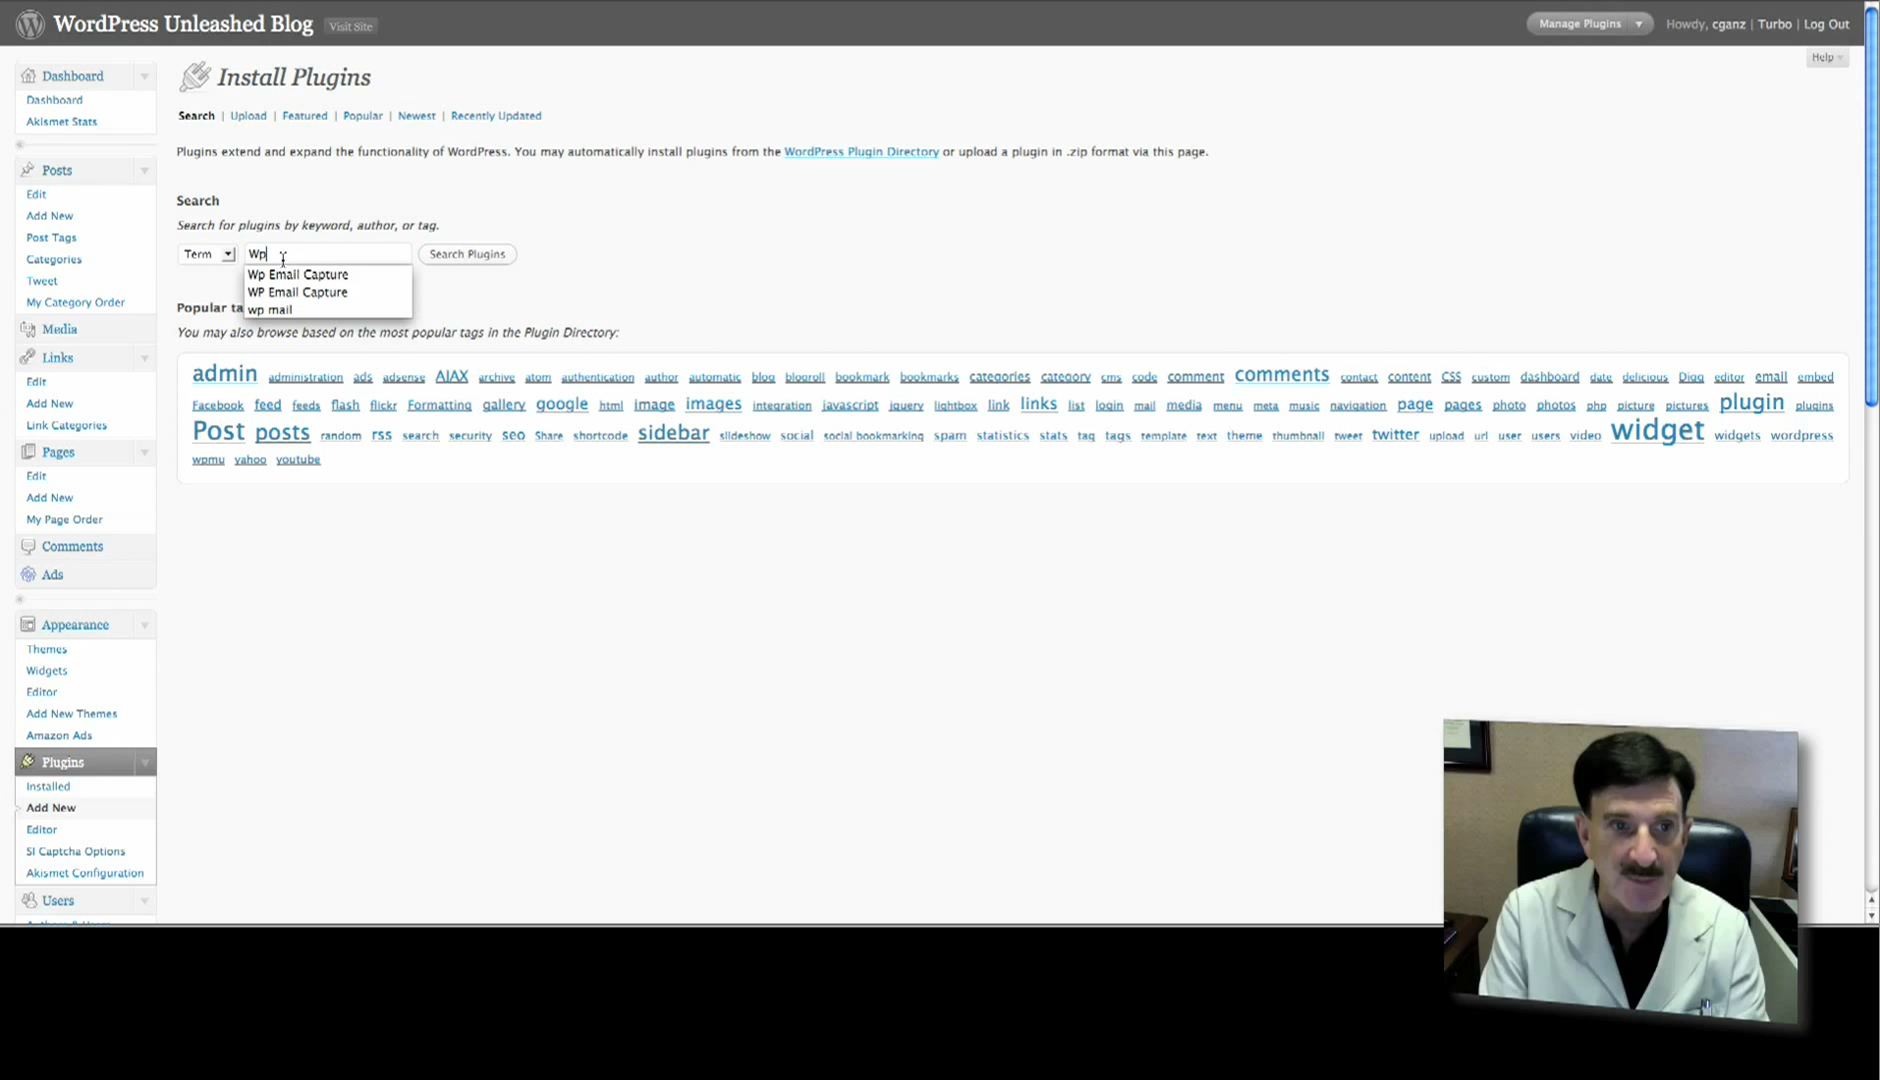 WordPress Unleashed Blog Visit Site
Manage Plugins Howdy, cganz | Turbo | Log Out
Help
Dashboard
Dashboard
Akismet Stats
Posts
Edit
Add New
Post Tags
Categories
Tweet
My Category Order
Media
Links
Edit
Add New
Link Categories
Pages
Edit
Add New
My Page Order
Comments
Ads
Appearance
Themes
Widgets
Editor
Add New Themes
Amazon Ads
Plugins
Installed
Add New
Editor
SI Captcha Options
Akismet Configuration
Users
Install Plugins
Search | Upload | Featured | Popular | Newest | Recently Updated
Plugins extend and expand the functionality of WordPress. You may automatically install plugins from the WordPress Plugin Directory or upload a plugin in .zip format via this page.
Search
Search for plugins by keyword, author, or tag.
Term Wp Search Plugins
Wp Email Capture
WP Email Capture
wp mail
Popular ta
You may also browse based on the most popular tags in the Plugin Directory:
admin administration ads adsense AJAX archive atom authentication author automatic blog blogroll bookmark bookmarks categories category cms code comment comments contact content CSS custom dashboard date delicious Digg editor email embed
Facebook feed feeds flash flickr Formatting gallery google html image images integration javascript jquery lightbox link links list login mail media menu meta music navigation page pages photo photos php picture pictures plugin plugins
Post posts random rss search security seo Share shortcode sidebar slideshow social social bookmarking spam statistics stats tag tags template text theme thumbnail tweet twitter upload url user users video widget widgets wordpress
wpmu yahoo youtube